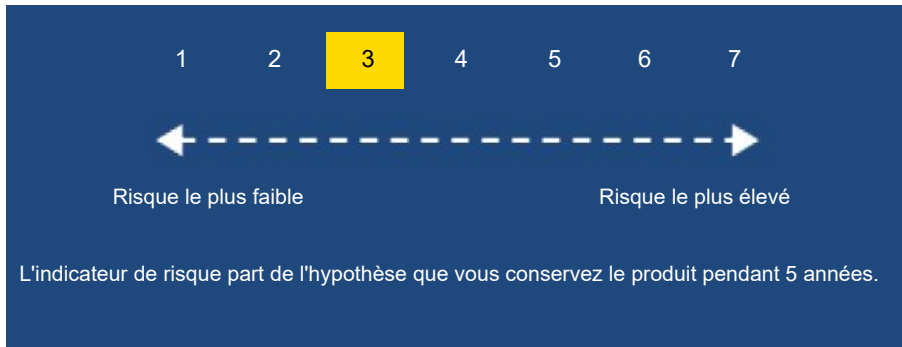 1 2 3 4 5 6 7
Risque le plus faible Risque le plus élevé
L'indicateur de risque part de l'hypothèse que vous conservez le produit pendant 5 années.